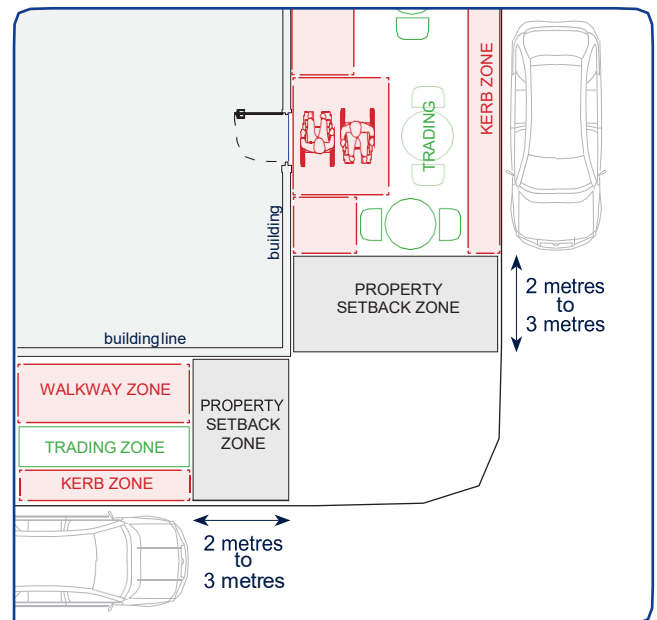 KERB ZONE
TRADING
building
PROPERTY
SETBACK ZONE
2 metres
to
3 metres
buildingline
WALKWAY ZONE
TRADING ZONE
KERB ZONE
PROPERTY
SETBACK
ZONE
2 metres
to
3 metres